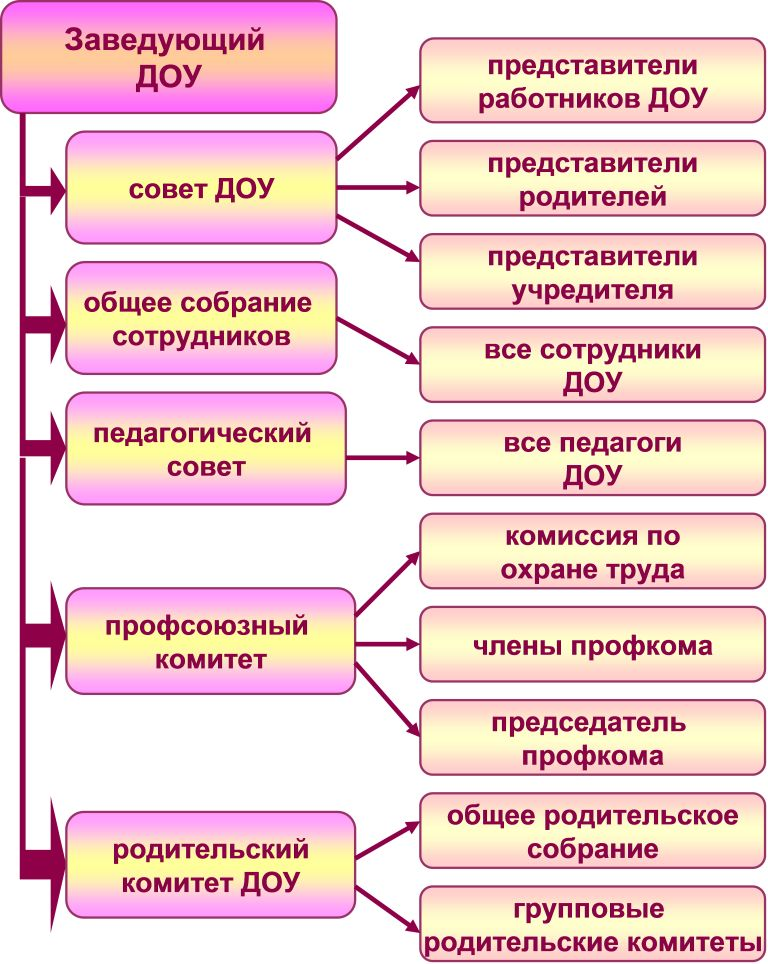 Заведующий
ДОУ
совет ДОУ
представители
работников ДОУ
представители
родителей
представители
учредителя
общее собрание
сотрудников
все сотрудники
ДОУ
педагогический
совет
все педагоги
ДОУ
профсоюзный
комитет
комиссия по
охране труда
члены профкома
председатель
профкома
родительский
комитет ДОУ
общее родительское
собрание
групповые
родительские комитеты